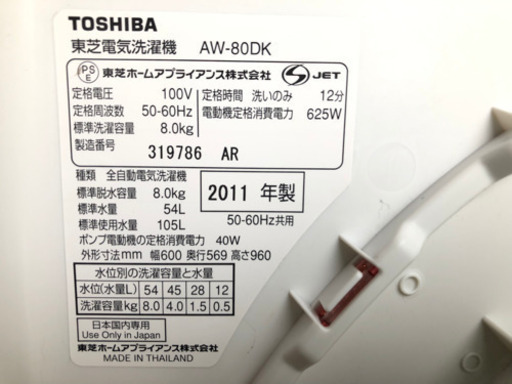 TOSHIBA
東芝電気洗濯機 AW-80DK
PS E 東芝ホームアプライアンス株式会社 S JET
定格電圧 100V 定格時間 洗いのみ 12分
定格周波数 50-60Hz 電動機定格消費電力 625W
標準洗濯容量 8.0kg
製造番号 319786 AR
種類 全自動電気洗濯機
標準脱水容量 8.0kg 2011 年製
標準水量 54L
標準使用水量 105L 50-60Hz共用
ポンプ電動機の定格消費電力 40W
外形寸法mm 幅600 奥行569 高さ960
水位別の洗濯容量と水量
水位(水量L) 54 45 28 12
洗濯容量kg 8.0 4.0 1.5 0.5
日本国内専用
Use Only in Japan
東芝ホームアプライアンス株式会社
MADE IN THAILAND